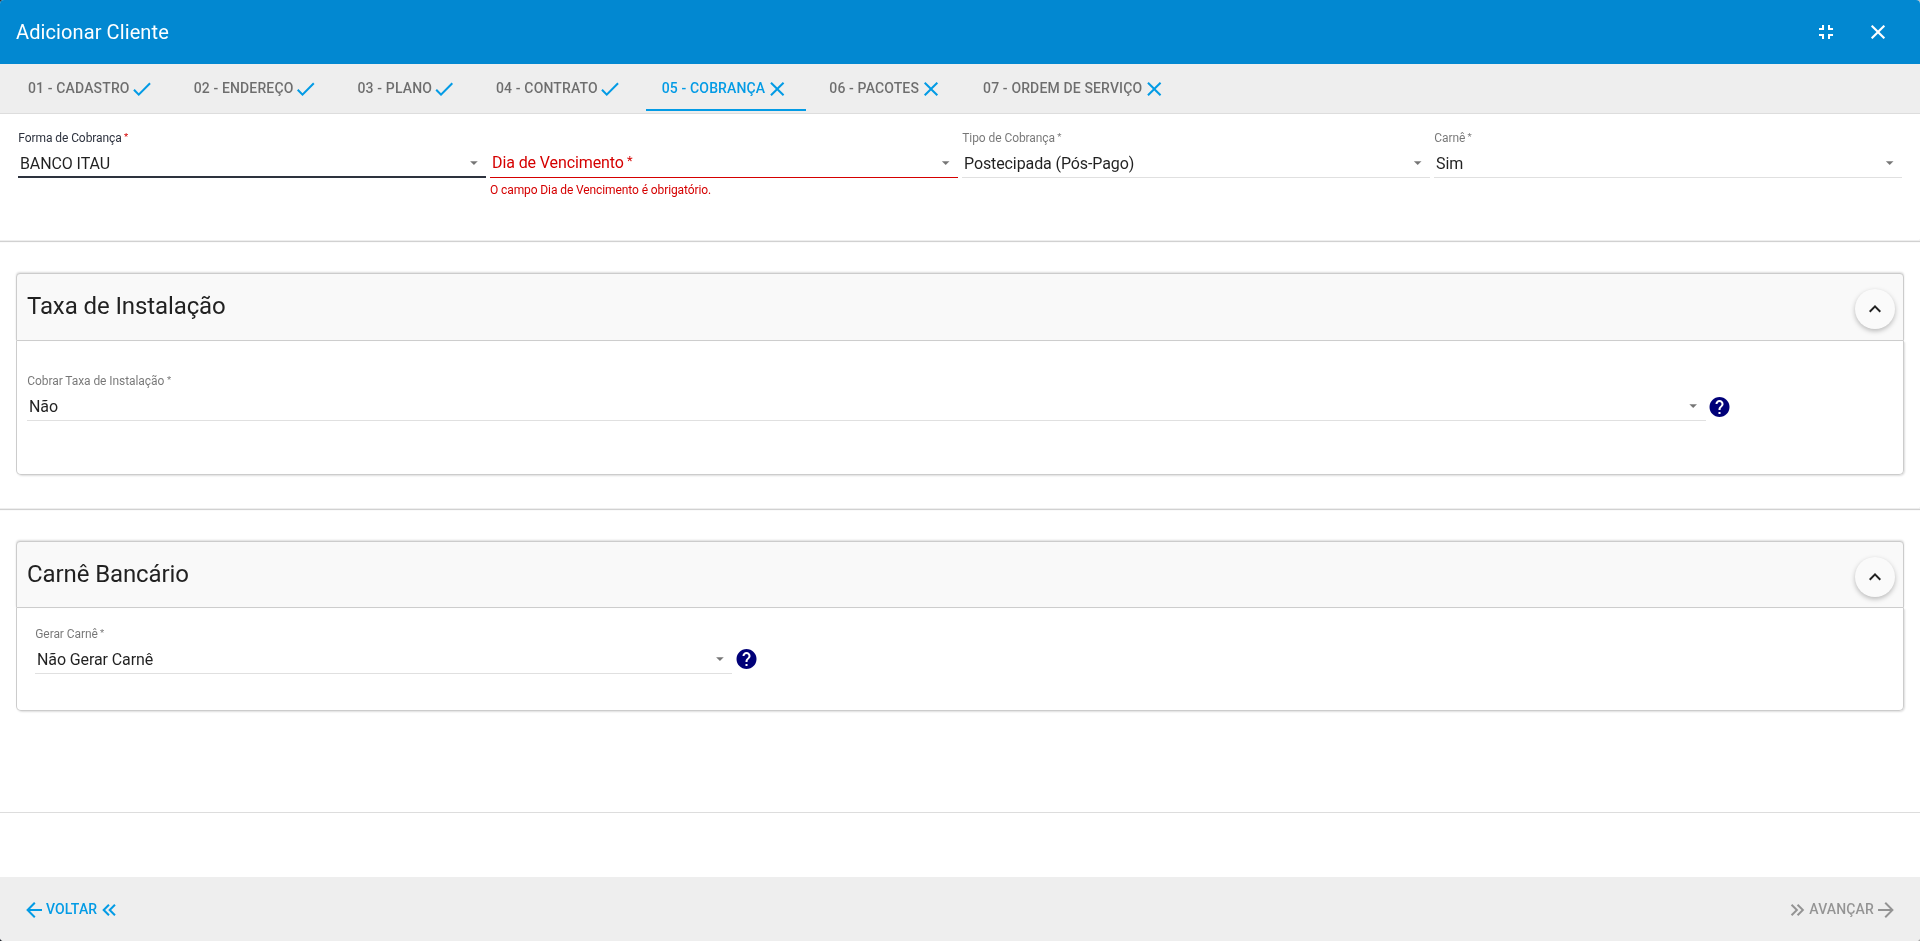 Adicionar Cliente
01 - CADASTRO 02 - ENDEREÇO 03 - PLANO 04 - CONTRATO 05 - COBRANÇA 06 - PACOTES 07 - ORDEM DE SERVIÇO
Forma de Cobrança * Tipo de Cobrança * Carnê *
BANCO ITAU Dia de Vencimento * Postecipada (Pós-Pago) Sim
O campo Dia de Vencimento é obrigatório.
Taxa de Instalação
Cobrar Taxa de Instalação *
Não ?
Carnê Bancário
Gerar Carnê *
Não Gerar Carnê ?
VOLTAR AVANÇAR